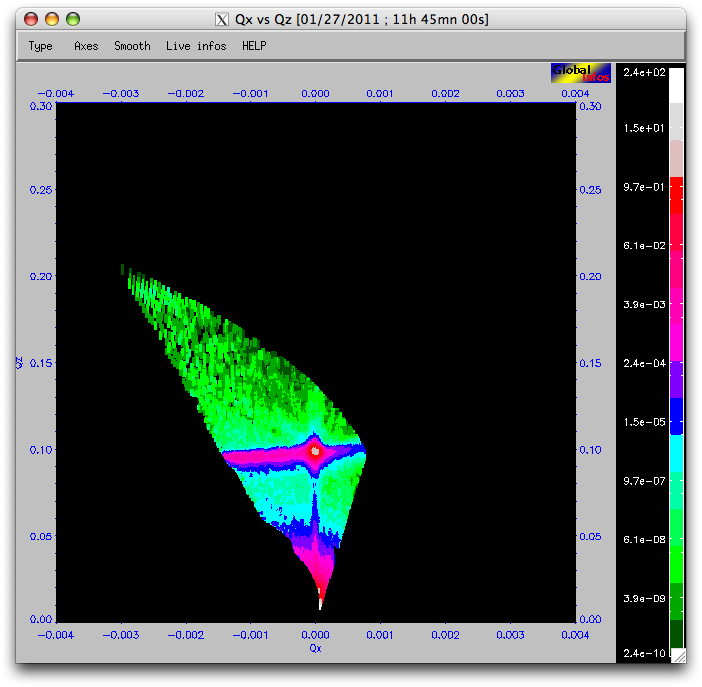 Qx vs Qz [01/27/2011 ; 11h 45mn 00s]
Type Axes Smooth Live infos HELP
Global
infos
-0.004 -0.003 -0.002 -0.001 0.000 0.001 0.002 0.003 0.004
0.30 0.30
0.25 0.25
0.20 0.20
0.15 0.15
Qz
0.10 0.10
0.05 0.05
0.00 0.00
-0.004 -0.003 -0.002 -0.001 0.000 0.001 0.002 0.003 0.004
Qx
2.4e+02
1.5e+01
9.7e-01
6.1e-02
3.9e-03
2.4e-04
1.5e-05
9.7e-07
6.1e-08
3.9e-09
2.4e-10